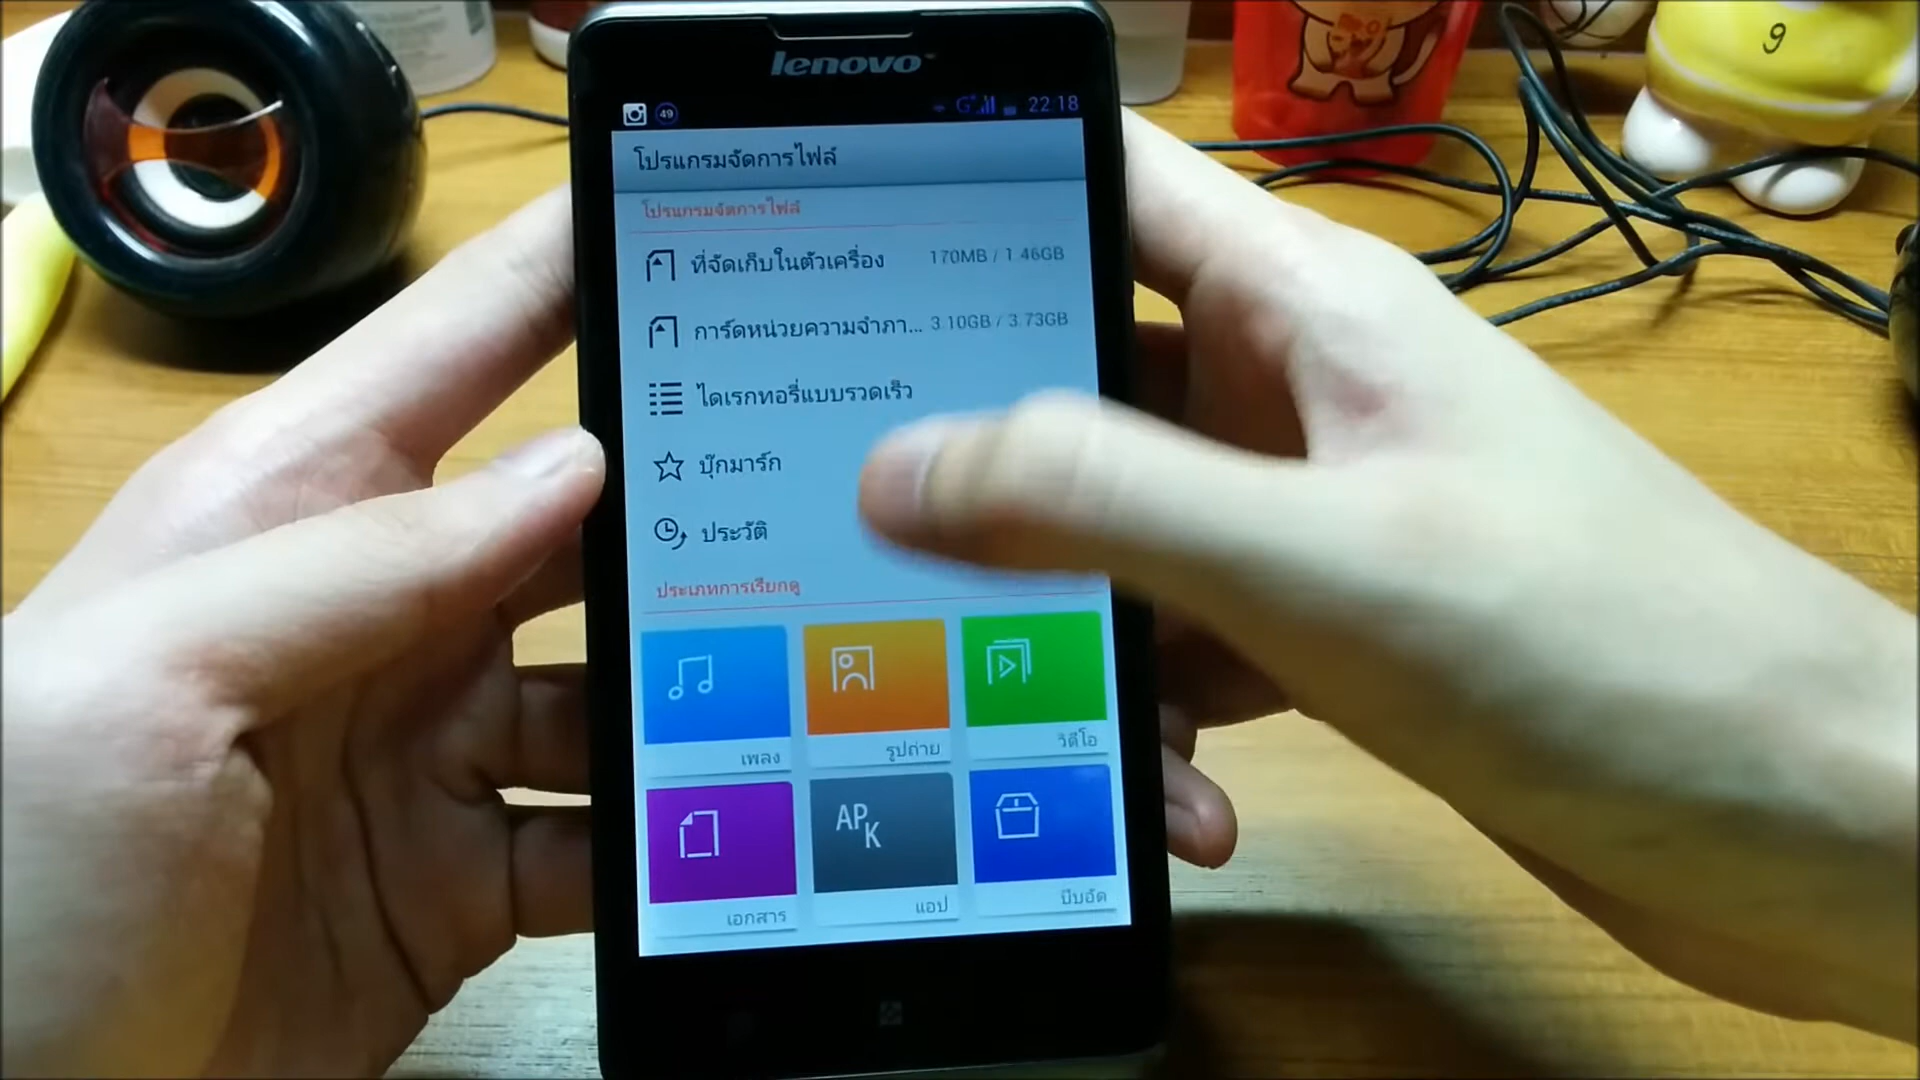 lenovo
49 G 22:18
โปรแกรมจัดการไฟล์
โปรแกรมจัดการไฟล์
ที่จัดเก็บในตัวเครื่อง 170MB / 1.46GB
การ์ดหน่วยความจำภา... 3.10GB / 3.73GB
ไดเรกทอรี่แบบรวดเร็ว
บุ๊กมาร์ก
ประวัติ
ประเภทการเรียกดู
เพลง รูปถ่าย วิดีโอ
APK
เอกสาร แอป บีบอัด
9